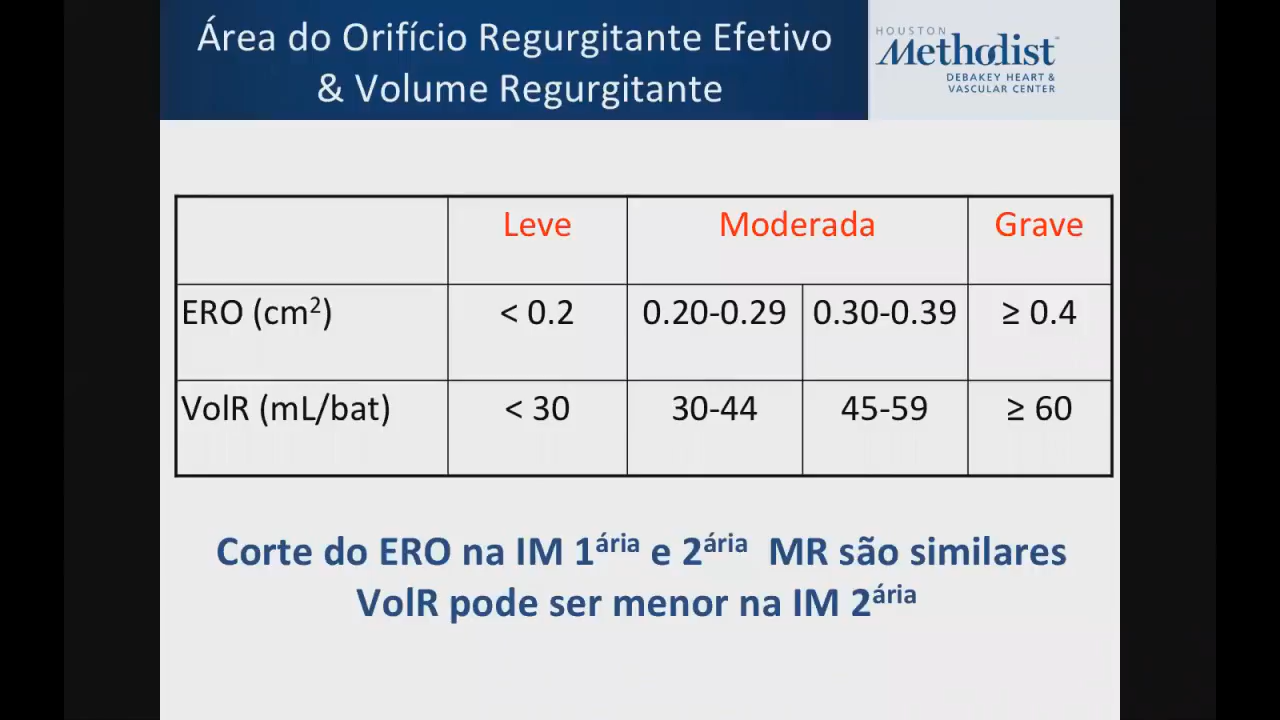 Área do Orifício Regurgitante Efetivo
& Volume Regurgitante
HOUSTON
Methodist
DEBAKEY HEART &
VASCULAR CENTER
Leve Moderada Grave
ERO (cm²) < 0.2 0.20-0.29 0.30-0.39 ≥ 0.4
VolR (mL/bat) < 30 30-44 45-59 ≥ 60
Corte do ERO na IM 1ária e 2ária MR são similares
VolR pode ser menor na IM 2ária